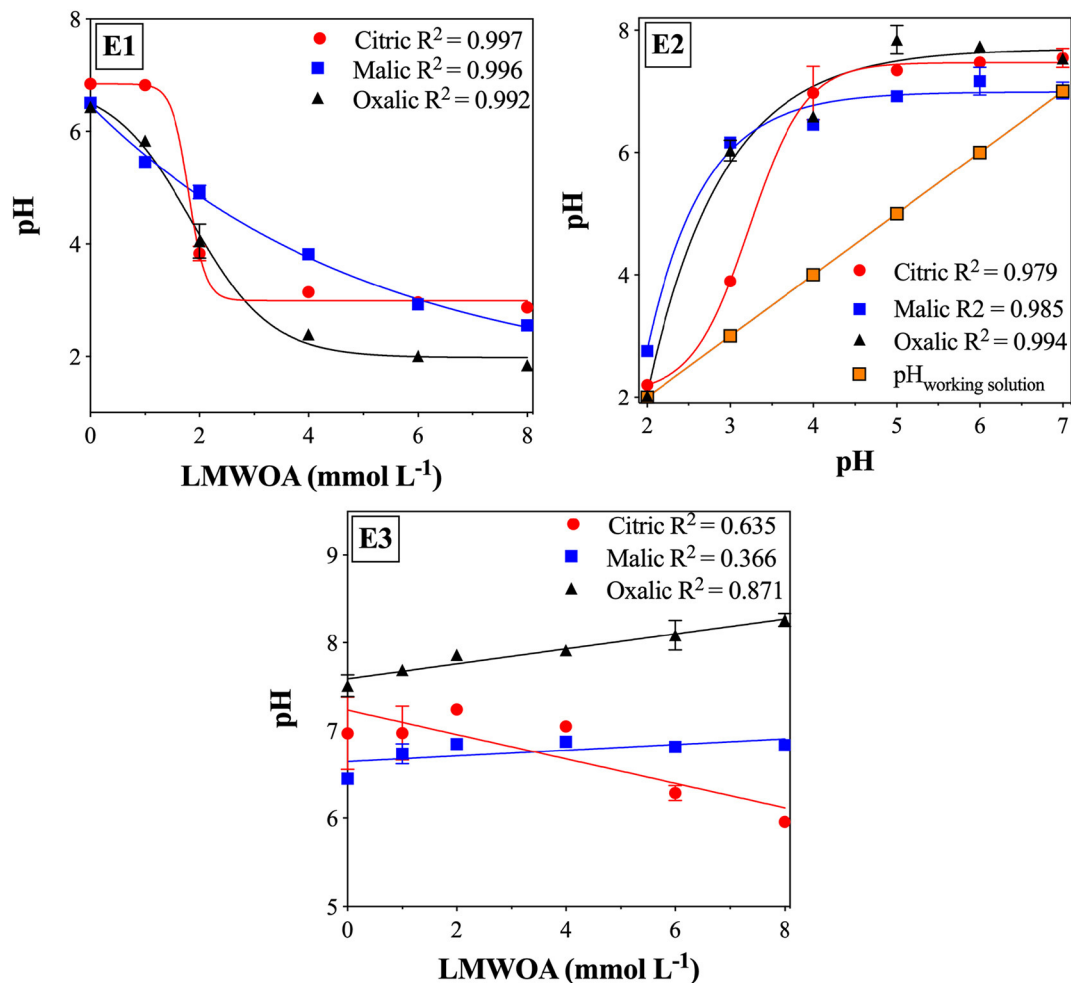 E1
Citric R² = 0.997
Malic R² = 0.996
Oxalic R² = 0.992
8
6
4
2
pH
0 2 4 6 8
LMWOA (mmol L⁻¹)
E2
8
6
4
2
Citric R² = 0.979
Malic R2 = 0.985
Oxalic R² = 0.994
pH working solution
2 3 4 5 6 7
pH
E3
Citric R² = 0.635
Malic R² = 0.366
Oxalic R² = 0.871
9
8
7
6
5
pH
0 2 4 6 8
LMWOA (mmol L⁻¹)